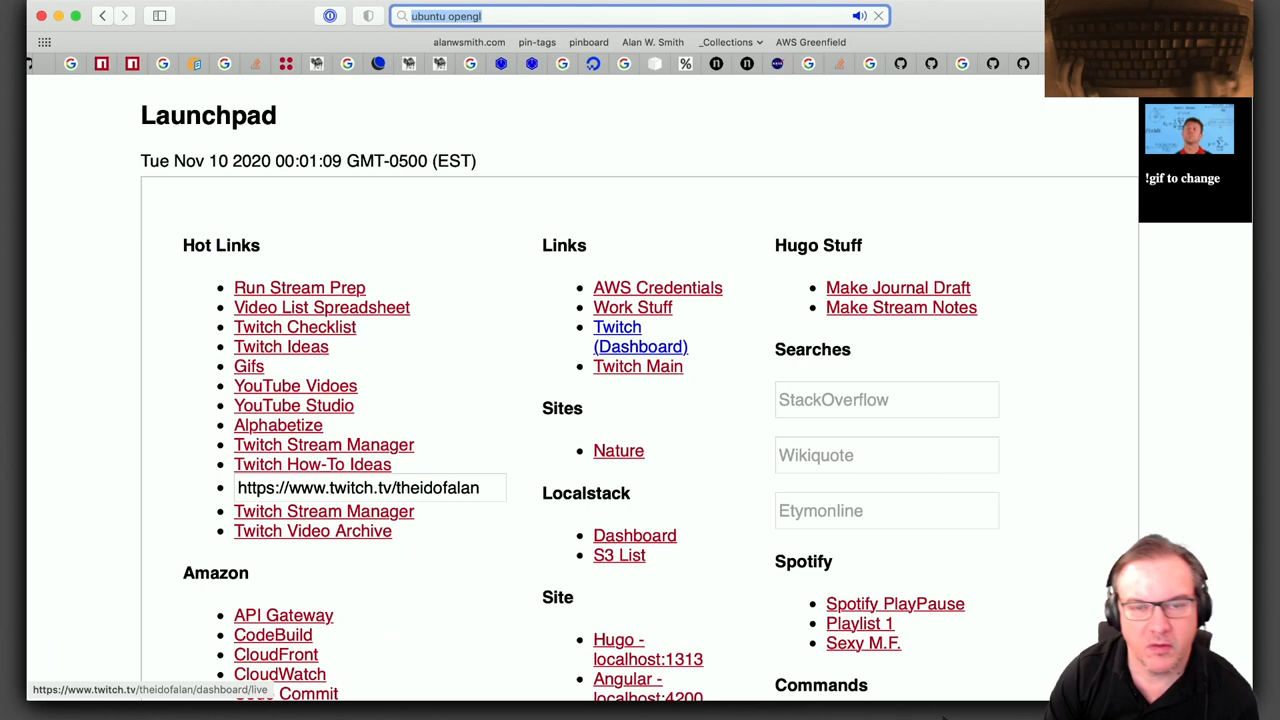 ubuntu opengl
alanwsmith.com pin-tags pinboard Alan W. Smith _Collections AWS Greenfield
Launchpad
Tue Nov 10 2020 00:01:09 GMT-0500 (EST)
Hot Links
Run Stream Prep
Video List Spreadsheet
Twitch Checklist
Twitch Ideas
Gifs
YouTube Vidoes
YouTube Studio
Alphabetize
Twitch Stream Manager
Twitch How-To Ideas
https://www.twitch.tv/theidofalan
Twitch Stream Manager
Twitch Video Archive
Amazon
API Gateway
CodeBuild
CloudFront
CloudWatch
Code Commit
Links
AWS Credentials
Work Stuff
Twitch
(Dashboard)
Twitch Main
Sites
Nature
Localstack
Dashboard
S3 List
Site
Hugo -
localhost:1313
Angular -
localhost:4200
Hugo Stuff
Make Journal Draft
Make Stream Notes
Searches
StackOverflow
Wikiquote
Etymonline
Spotify
Spotify PlayPause
Playlist 1
Sexy M.F.
Commands
!gif to change
https://www.twitch.tv/theidofalan/dashboard/live